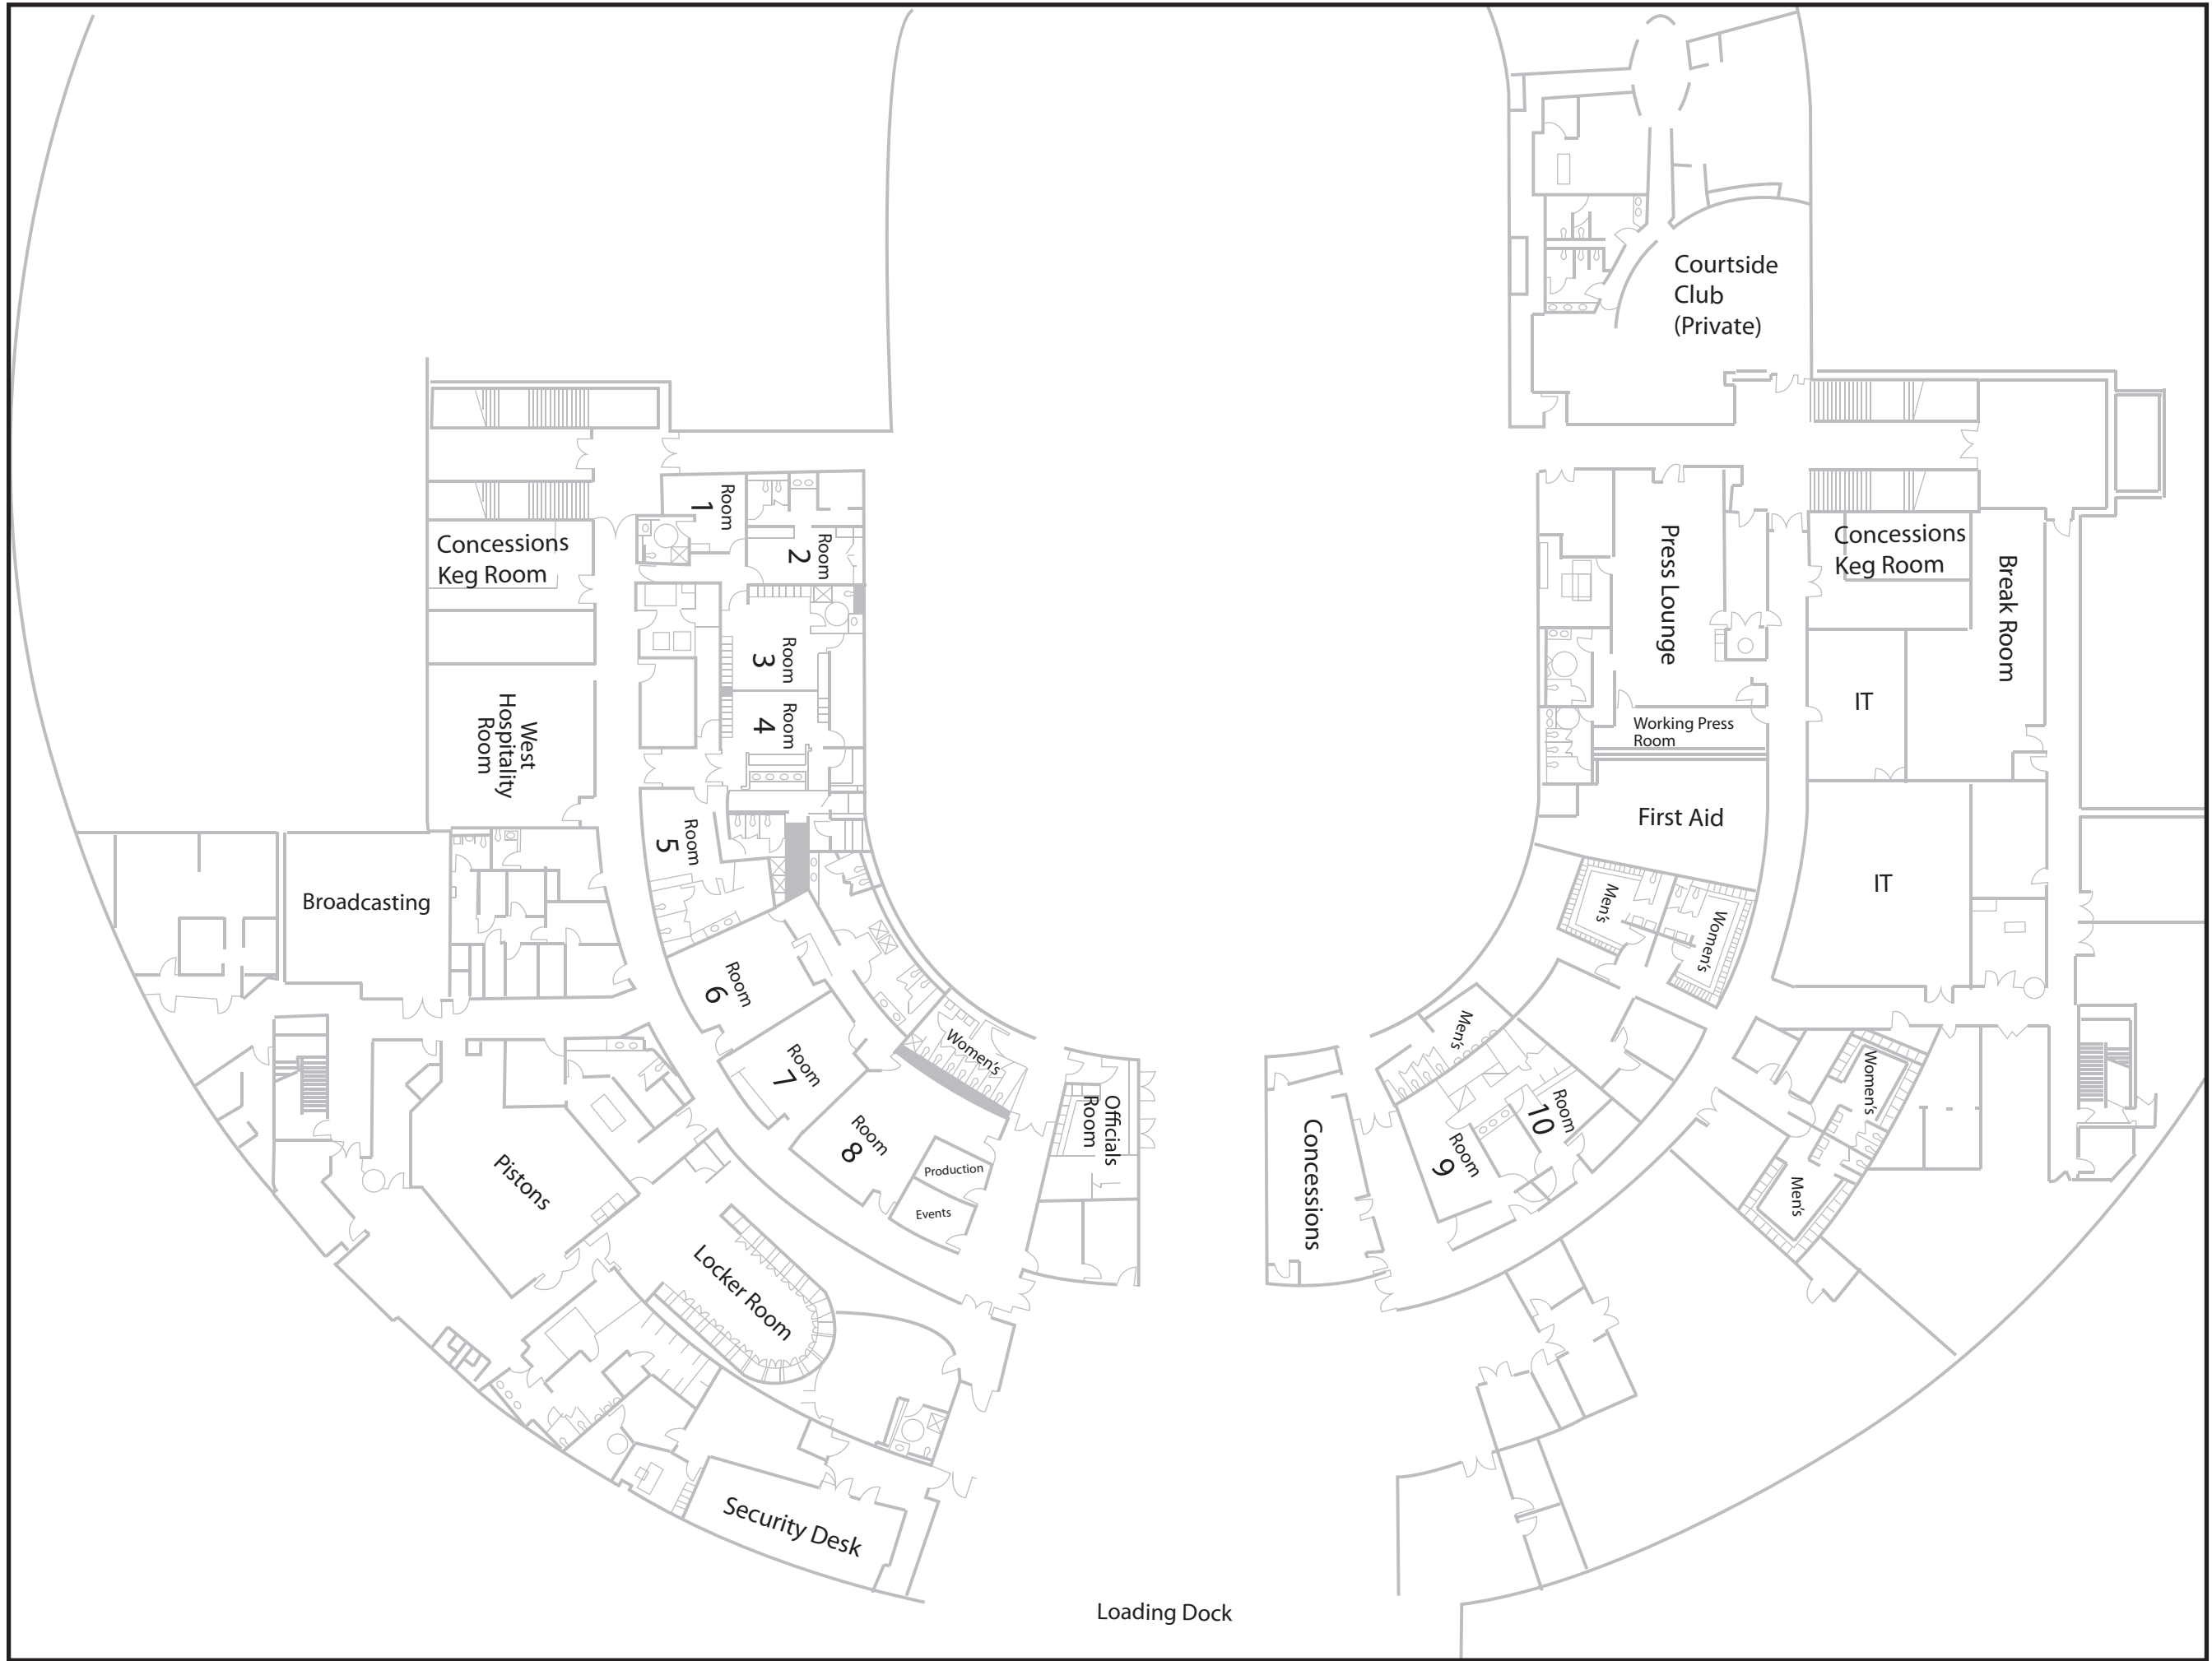 Courtside
Club
(Private)
Room
1
Room
2
Concessions
Keg Room
Concessions
Keg Room
Press Lounge
Break Room
Room
3
Room
4
West
Hospitality
Room
IT
Working Press
Room
First Aid
Room
5
Broadcasting
IT
Men's
Women's
Room
6
Room
7
Women's
Men's
Women's
Room
8
Officials
Room
Concessions
Room
9
Room
10
Men's
Production
Events
Pistons
Locker Room
Security Desk
Loading Dock